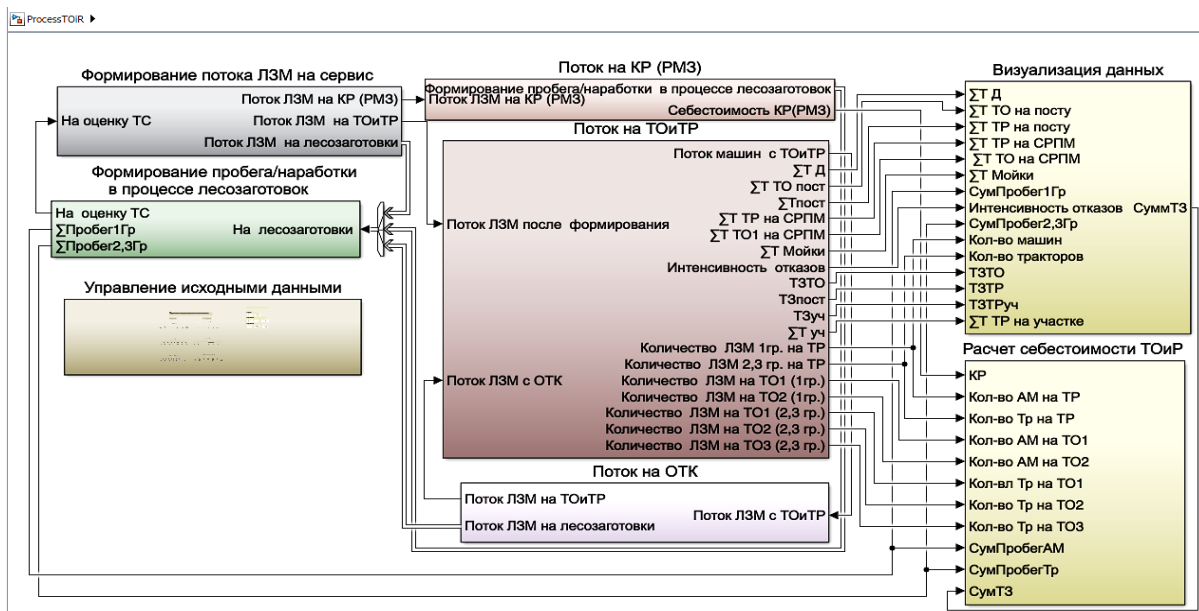 ProcessTOiR
Формирование потока ЛЗМ на сервис
На оценку ТС
Поток ЛЗМ на КР (РМЗ)
Поток ЛЗМ на ТОиТР
Поток ЛЗМ на лесозаготовки
Формирование пробега/наработки
в процессе лесозаготовок
На оценку ТС
∑Пробег1Гр
∑Пробег2,3Гр
На лесозаготовки
Управление исходными данными
Поток на КР (РМЗ)
Формирование пробега/наработки в процессе лесозаготовок
Поток ЛЗМ на КР (РМЗ)
Себестоимость КР(РМЗ)
Поток на ТОиТР
Поток ЛЗМ после формирования
Поток ЛЗМ с ОТК
Поток машин с ТОиТР
∑Т Д
∑Т ТО пост
∑Тпост
∑Т ТР на СРПМ
∑Т ТО1 на СРПМ
∑Т Мойки
Интенсивность отказов
ТЗТО
ТЗпост
ТЗуч
∑Т уч
Количество ЛЗМ 1гр. на ТР
Количество ЛЗМ 2,3 гр. на ТР
Количество ЛЗМ на ТО1 (1гр.)
Количество ЛЗМ на ТО2 (1гр.)
Количество ЛЗМ на ТО1 (2,3 гр.)
Количество ЛЗМ на ТО2 (2,3 гр.)
Количество ЛЗМ на ТО3 (2,3 гр.)
Поток на ОТК
Поток ЛЗМ на ТОиТР
Поток ЛЗМ на лесозаготовки
Поток ЛЗМ с ТОиТР
Визуализация данных
∑Т Д
∑Т ТО на посту
∑Т ТР на посту
∑Т ТР на СРПМ
∑Т ТО на СРПМ
∑Т Мойки
СумПробег1Гр
Интенсивность отказов СуммТЗ
СумПробег2,3Гр
Кол-во машин
Кол-во тракторов
ТЗТО
ТЗТР
ТЗТРуч
∑Т ТР на участке
Расчет себестоимости ТОиР
КР
Кол-во АМ на ТР
Кол-во Тр на ТР
Кол-во АМ на ТО1
Кол-во АМ на ТО2
Кол-вл Тр на ТО1
Кол-во Тр на ТО2
Кол-во Тр на ТО3
СумПробегАМ
СумПробегТр
СумТЗ